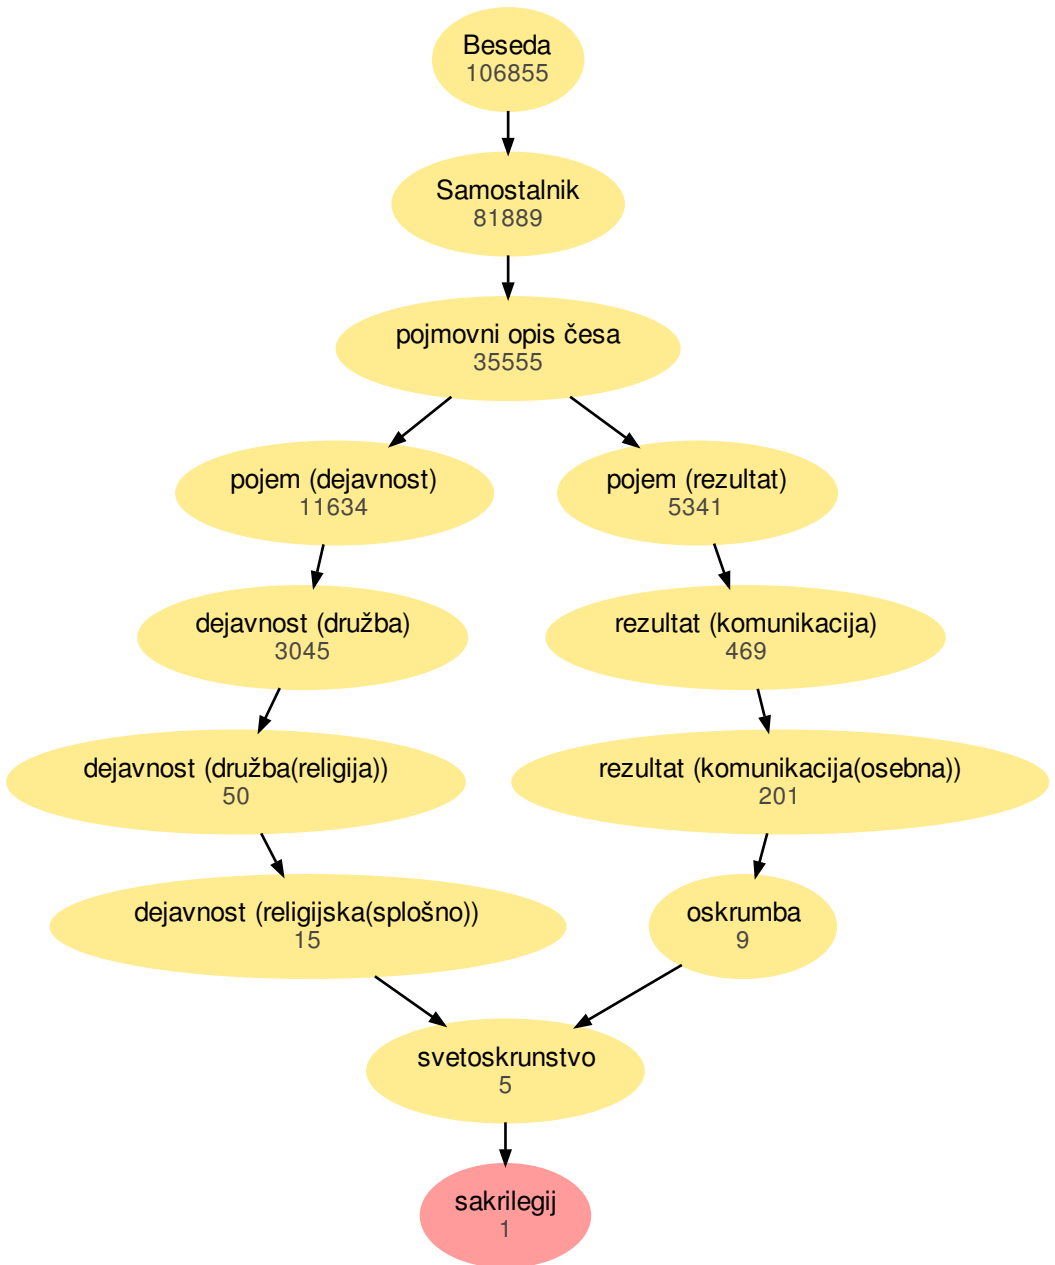 Beseda
106855
Samostalnik
81889
pojmovni opis česa
35555
pojem (dejavnost)
11634
pojem (rezultat)
5341
dejavnost (družba)
3045
rezultat (komunikacija)
469
dejavnost (družba(religija))
50
rezultat (komunikacija(osebna))
201
dejavnost (religijska(splošno))
15
oskrumba
9
svetoskrunstvo
5
sakrilegij
1